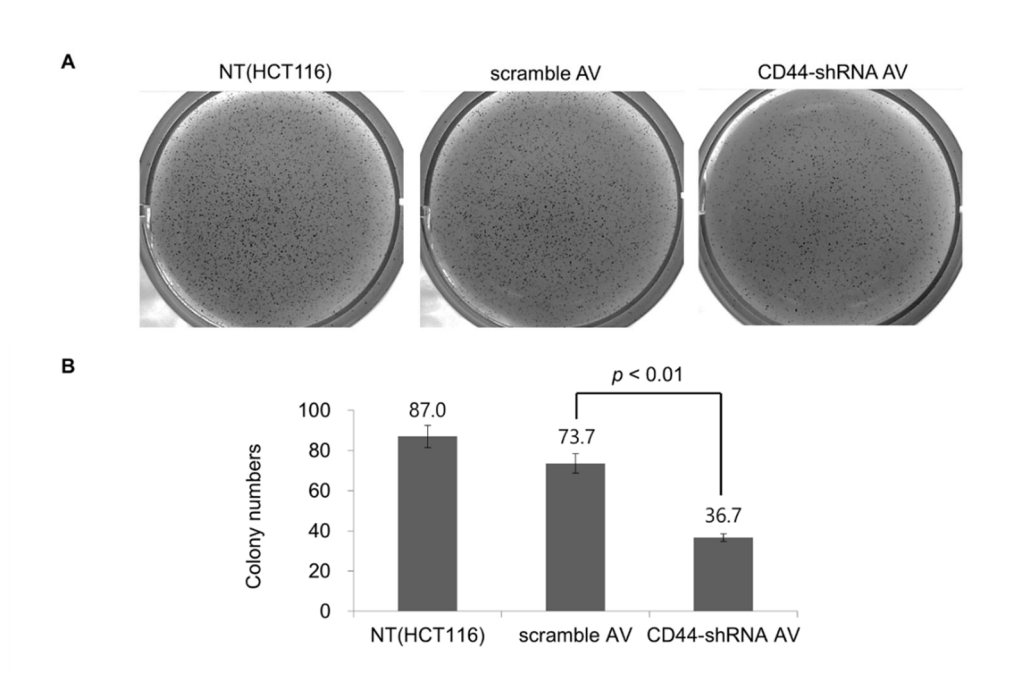 A
NT(HCT116)
scramble AV
CD44-shRNA AV
B
p < 0.01
Colony numbers
100
80
60
40
20
0
87.0
73.7
36.7
NT(HCT116)
scramble AV
CD44-shRNA AV